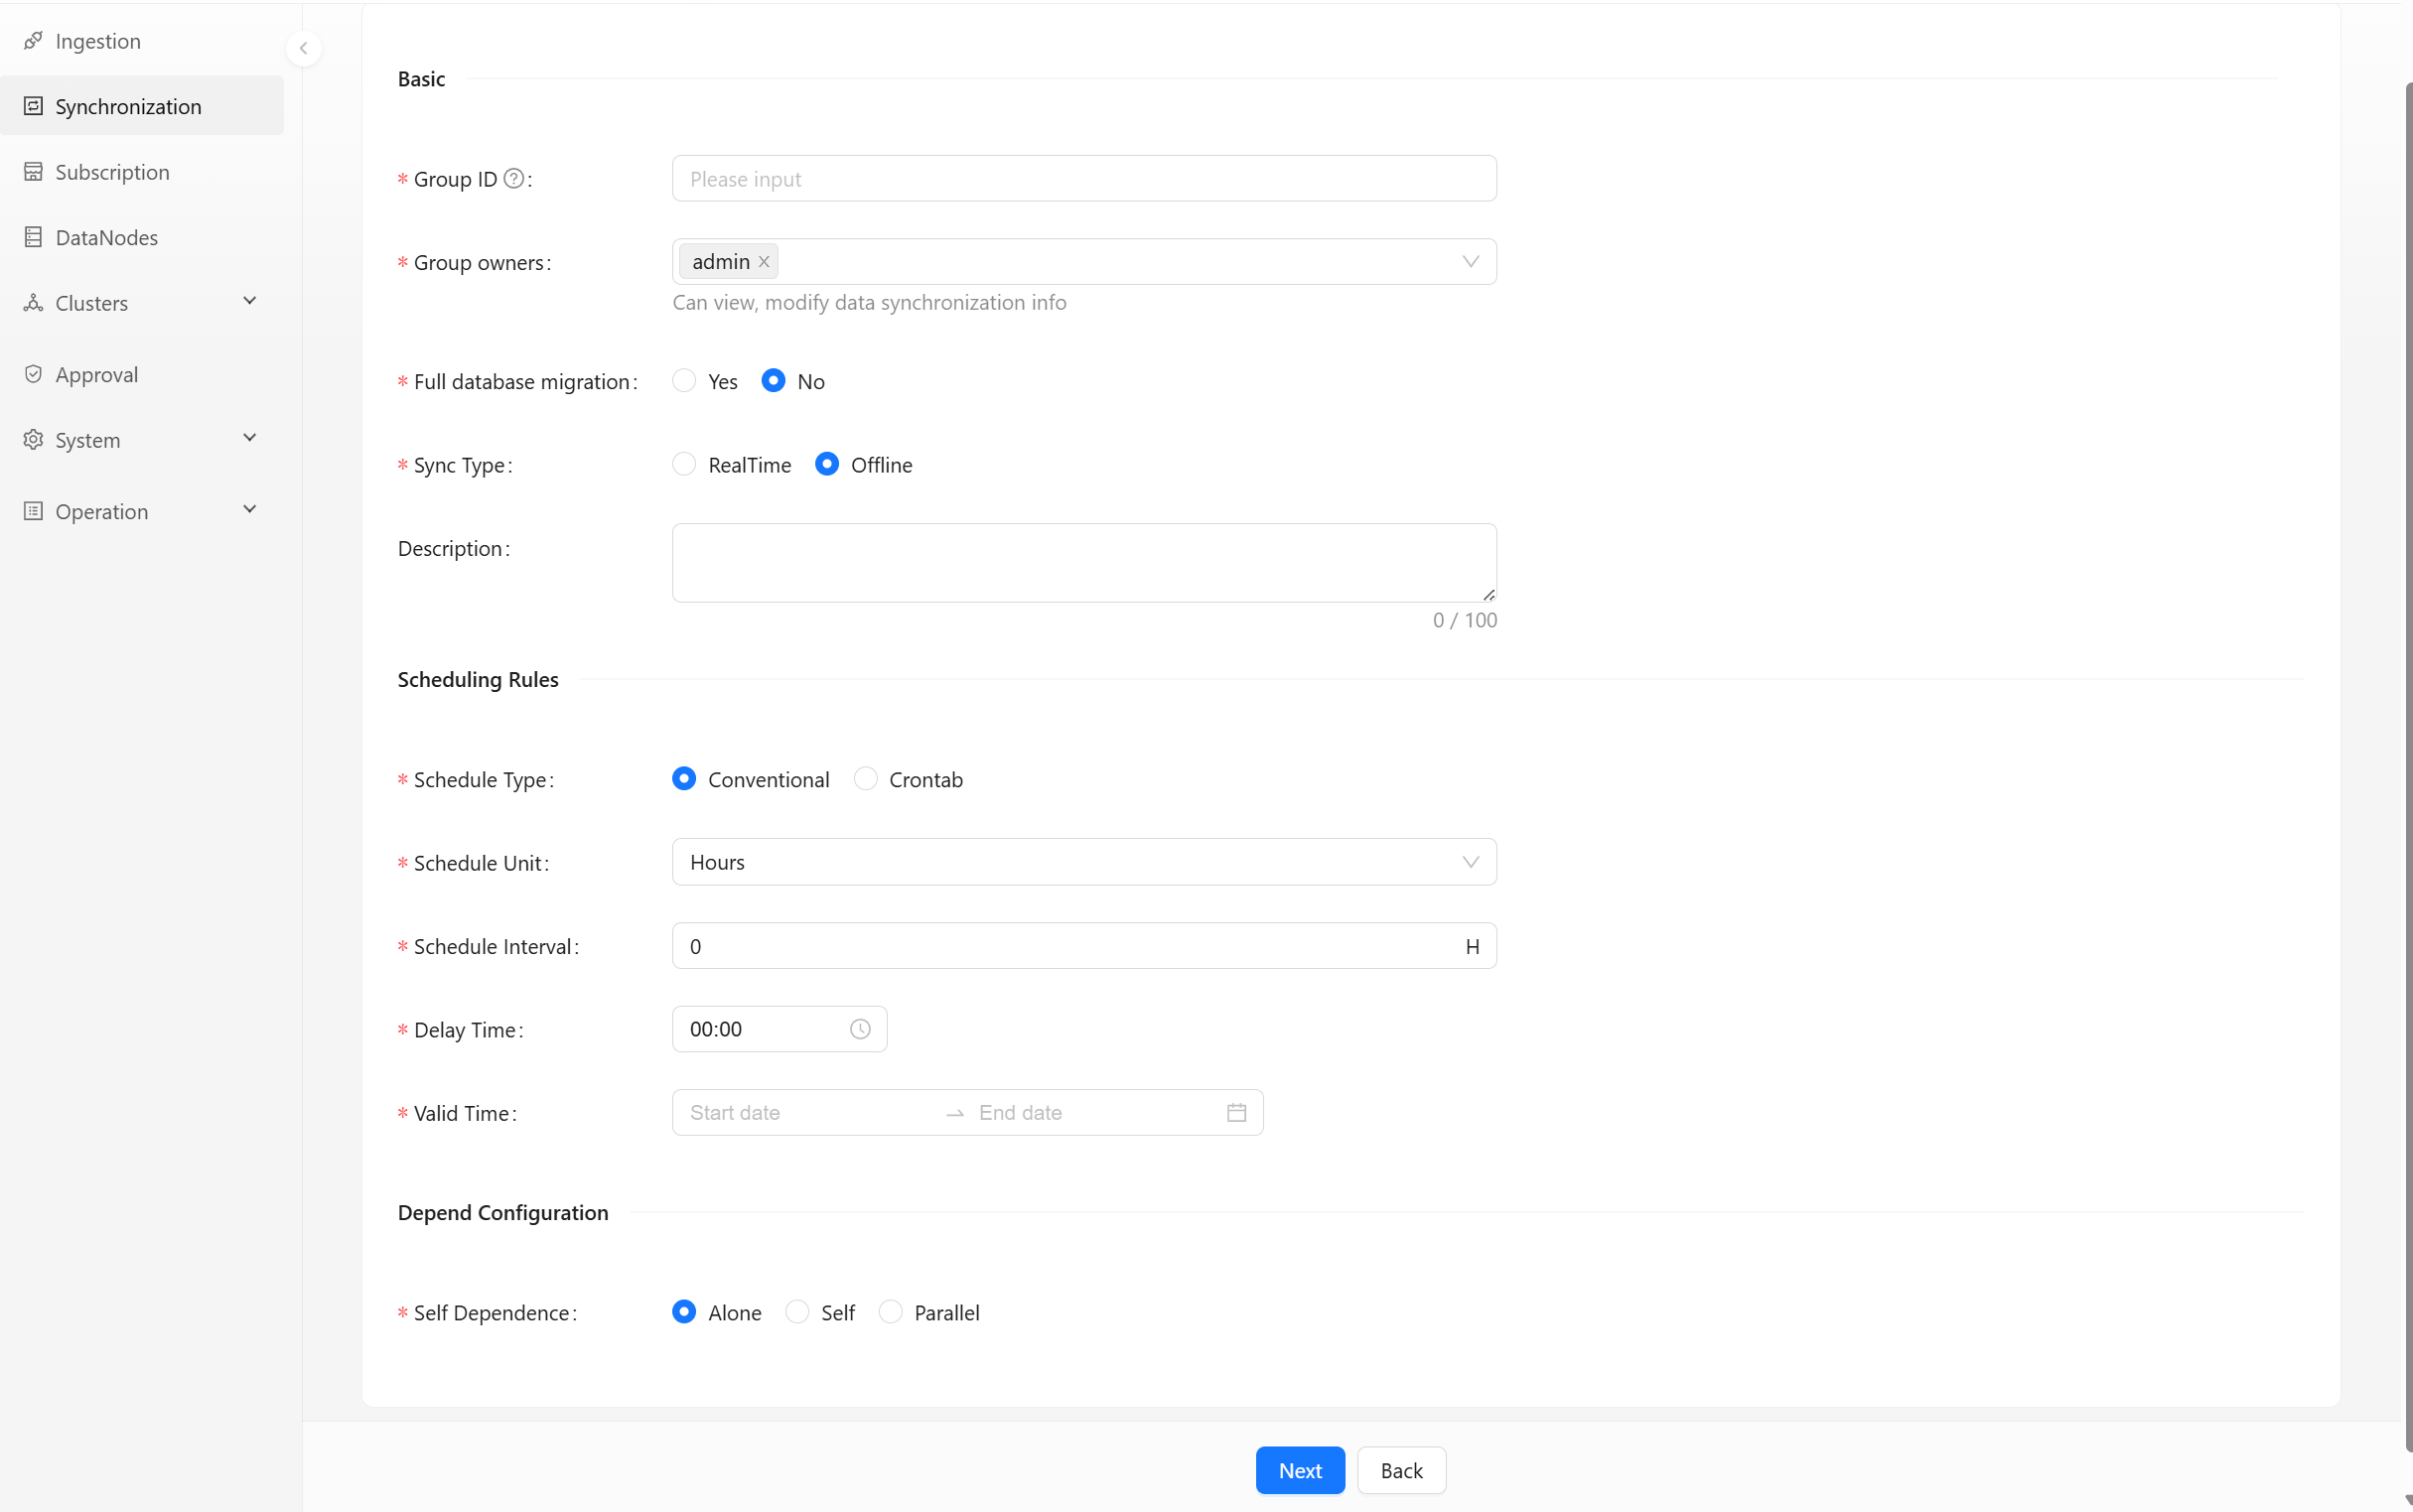 Ingestion
Synchronization
Subscription
DataNodes
Clusters
Approval
System
Operation
Basic
* Group ID ? :
Please input
* Group owners:
admin
Can view, modify data synchronization info
* Full database migration:
Yes No
* Sync Type:
RealTime Offline
Description:
0 / 100
Scheduling Rules
* Schedule Type:
Conventional Crontab
* Schedule Unit:
Hours
* Schedule Interval:
0 H
* Delay Time:
00:00
* Valid Time:
Start date End date
Depend Configuration
* Self Dependence:
Alone Self Parallel
Next Back